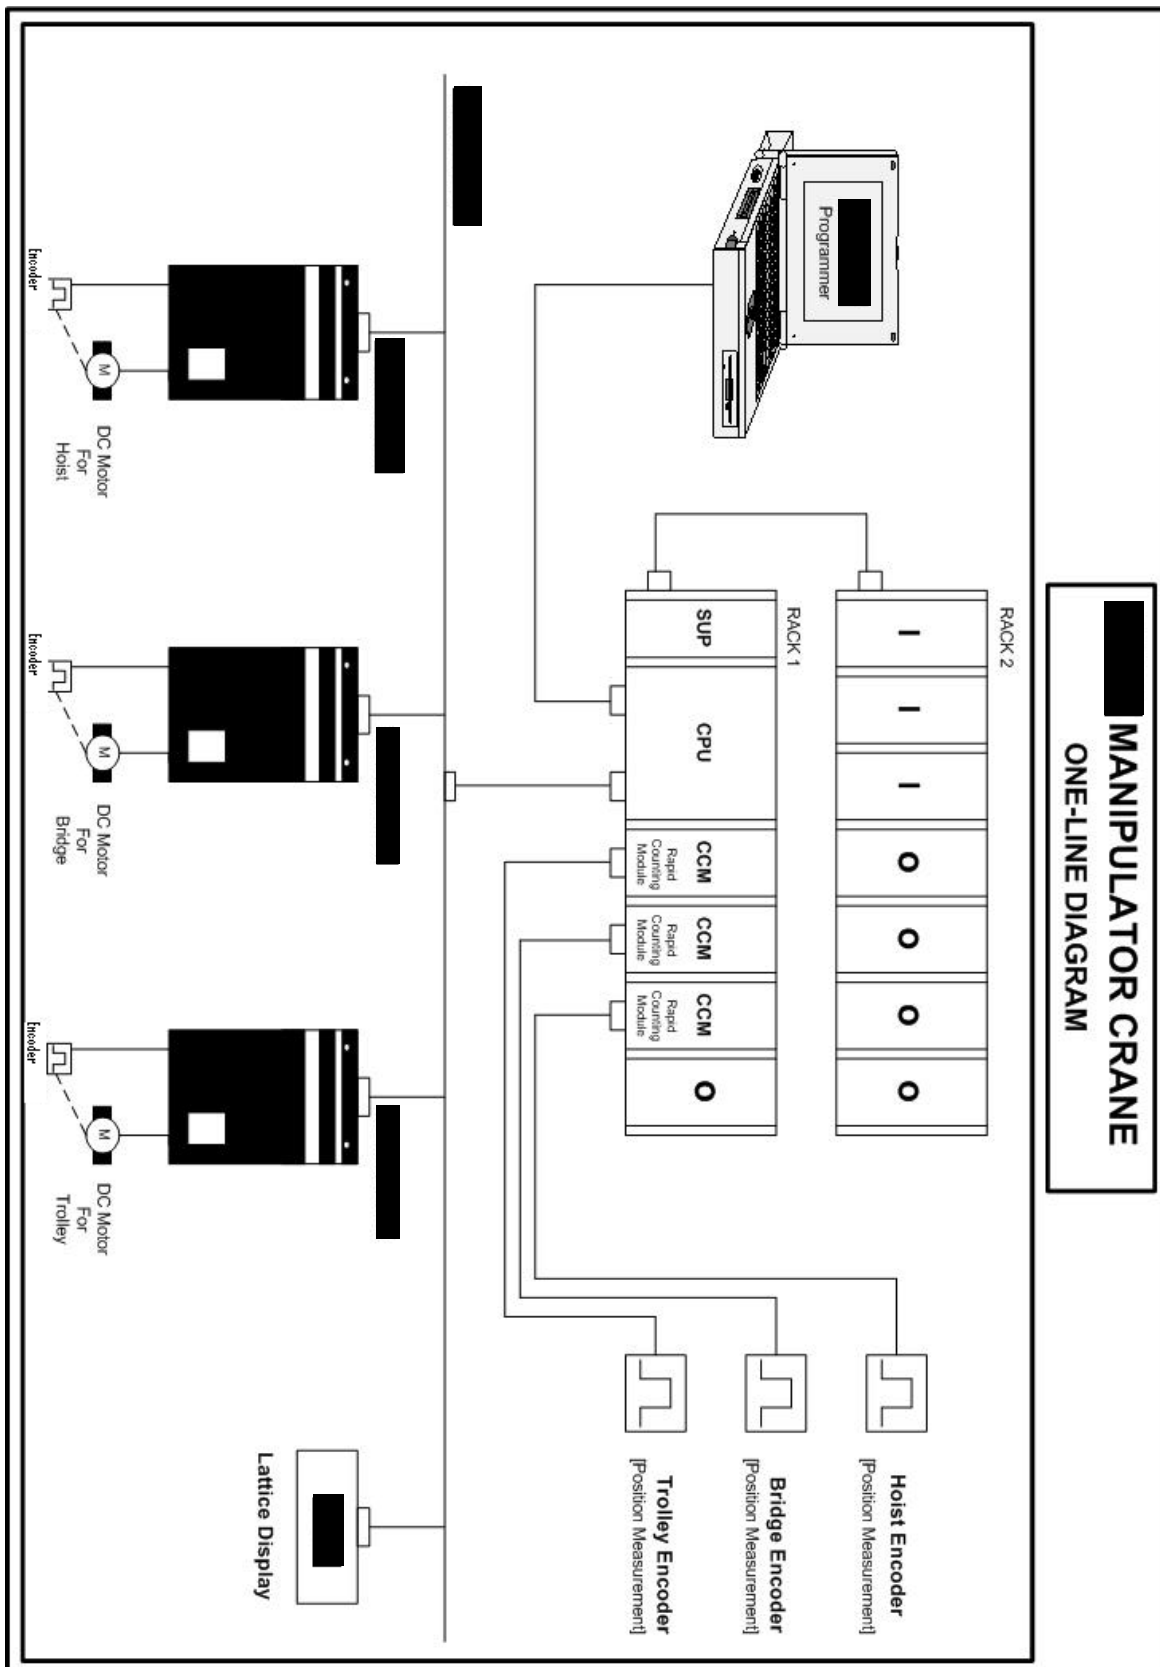 MANIPULATOR CRANE
ONE-LINE DIAGRAM
Programmer
RACK 2
I
I
I
O
O
O
O
RACK 1
SUP
CPU
CCM
Rapid
Counting
Module
CCM
Rapid
Counting
Module
CCM
Rapid
Counting
Module
O
Hoist Encoder
[Position Measurement]
Bridge Encoder
[Position Measurement]
Trolley Encoder
[Position Measurement]
Encoder
M
DC Motor
For
Hoist
Encoder
M
DC Motor
For
Bridge
Encoder
M
DC Motor
For
Trolley
Lattice Display